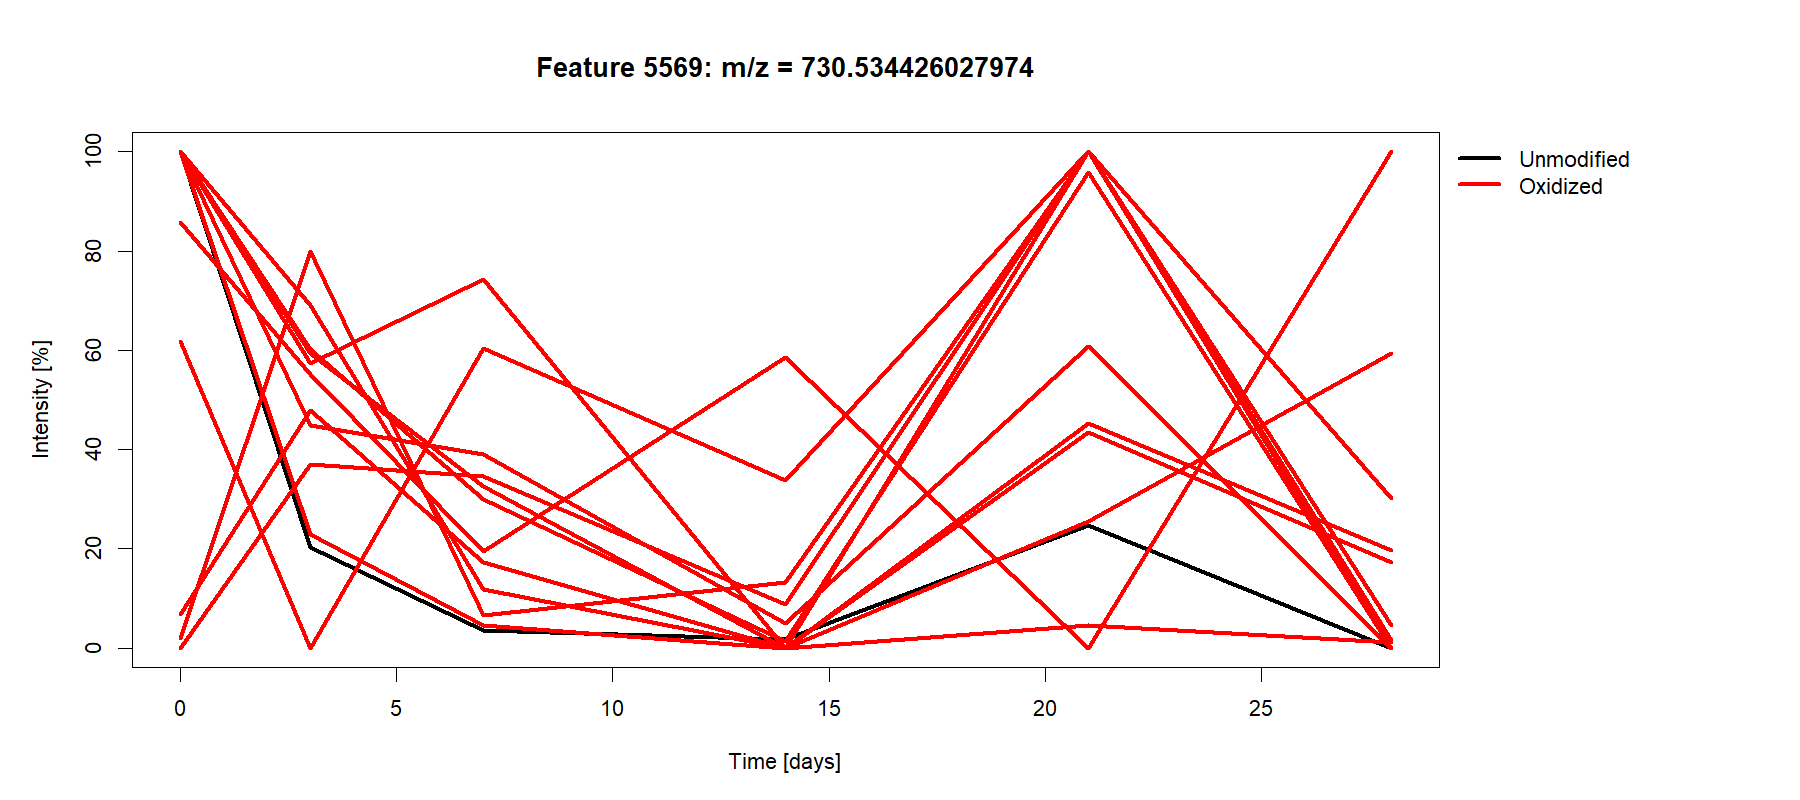 Feature 5569: m/z = 730.534426027974
Unmodified
Oxidized
100
80
60
40
20
0
Intensity [%]
0 5 10 15 20 25
Time [days]